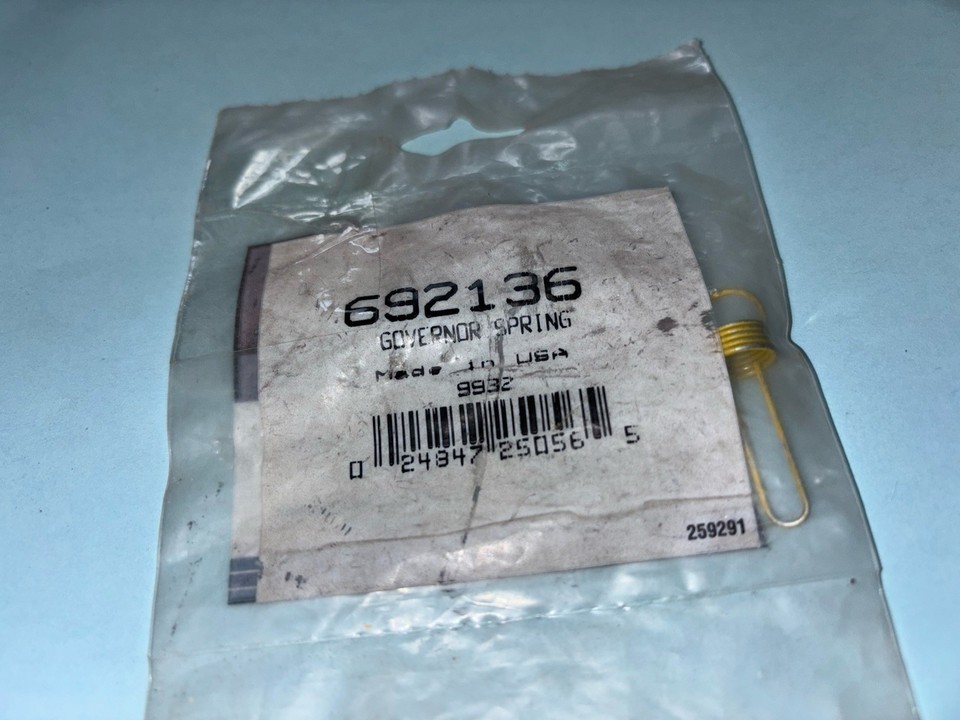 692136
GOVERNOR SPRING
Made in USA
9932
0 24847 25056 5
259291